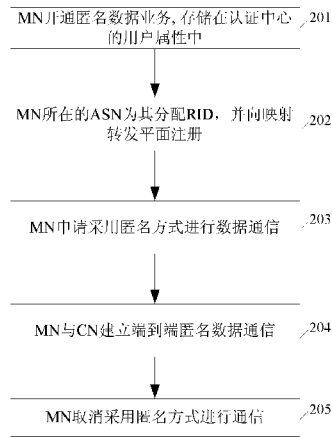 MN开通匿名数据业务,存储在认证中心
的用户属性中
201
MN所在的ASN为其分配RID，并向映射
转发平面注册
202
MN申请采用匿名方式进行数据通信
203
MN与CN建立端到端匿名数据通信
204
MN取消采用匿名方式进行通信
205